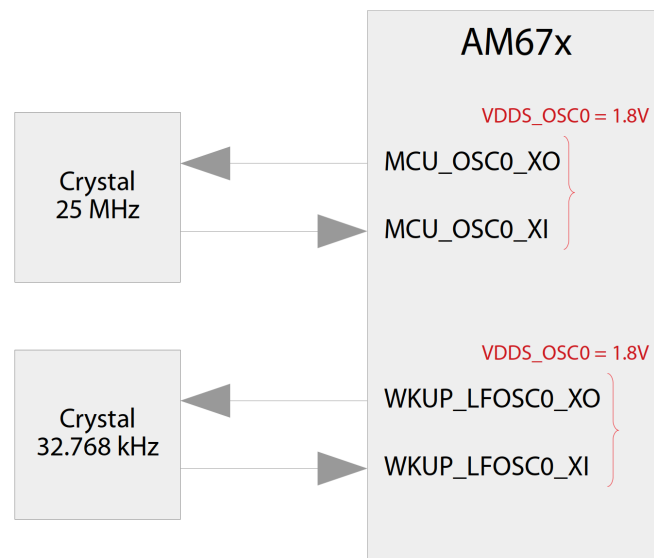 AM67x
VDDS_OSC0 = 1.8V
Crystal
25 MHz
MCU_OSC0_XO
MCU_OSC0_XI
VDDS_OSC0 = 1.8V
Crystal
32.768 kHz
WKUP_LFOSC0_XO
WKUP_LFOSC0_XI